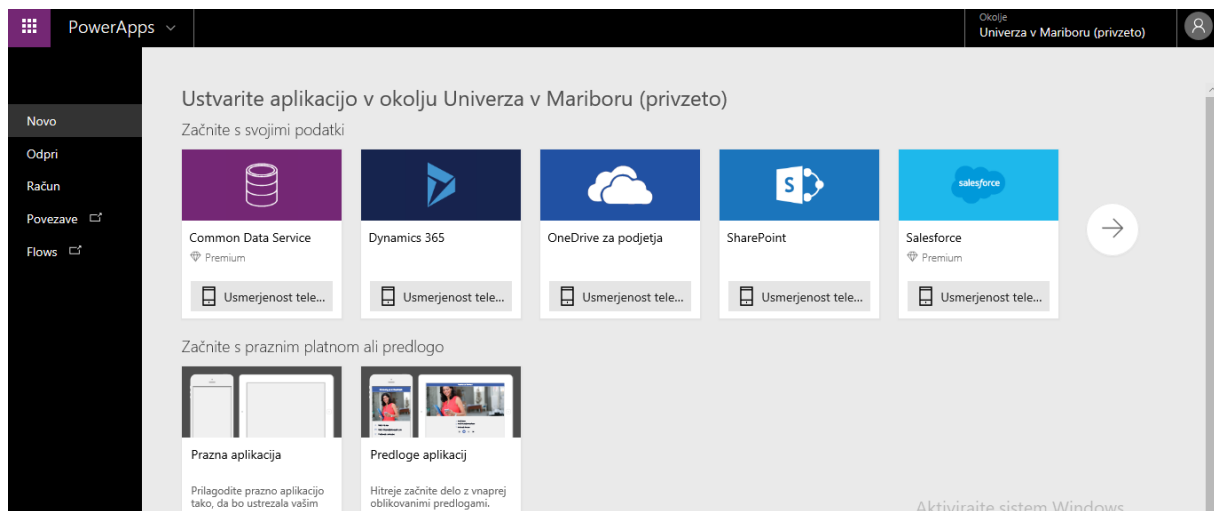 PowerApps
Okolje
Univerza v Mariboru (privzeto)
Novo
Odpri
Račun
Povezave
Flows
Ustvarite aplikacijo v okolju Univerza v Mariboru (privzeto)
Začnite s svojimi podatki
Common Data Service
Premium
Usmerjenost tele...
Dynamics 365
Usmerjenost tele...
OneDrive za podjetja
Usmerjenost tele...
S
SharePoint
Usmerjenost tele...
salesforce
Salesforce
Premium
Usmerjenost tele...
Začnite s praznim platnom ali predlogo
Prazna aplikacija
Prilagodite prazno aplikacijo
tako, da bo ustrezala vašim
Predloge aplikacij
Hitreje začnite delo z vnaprej
oblikovanimi predlogami.
Aktivirajte sistem Windows